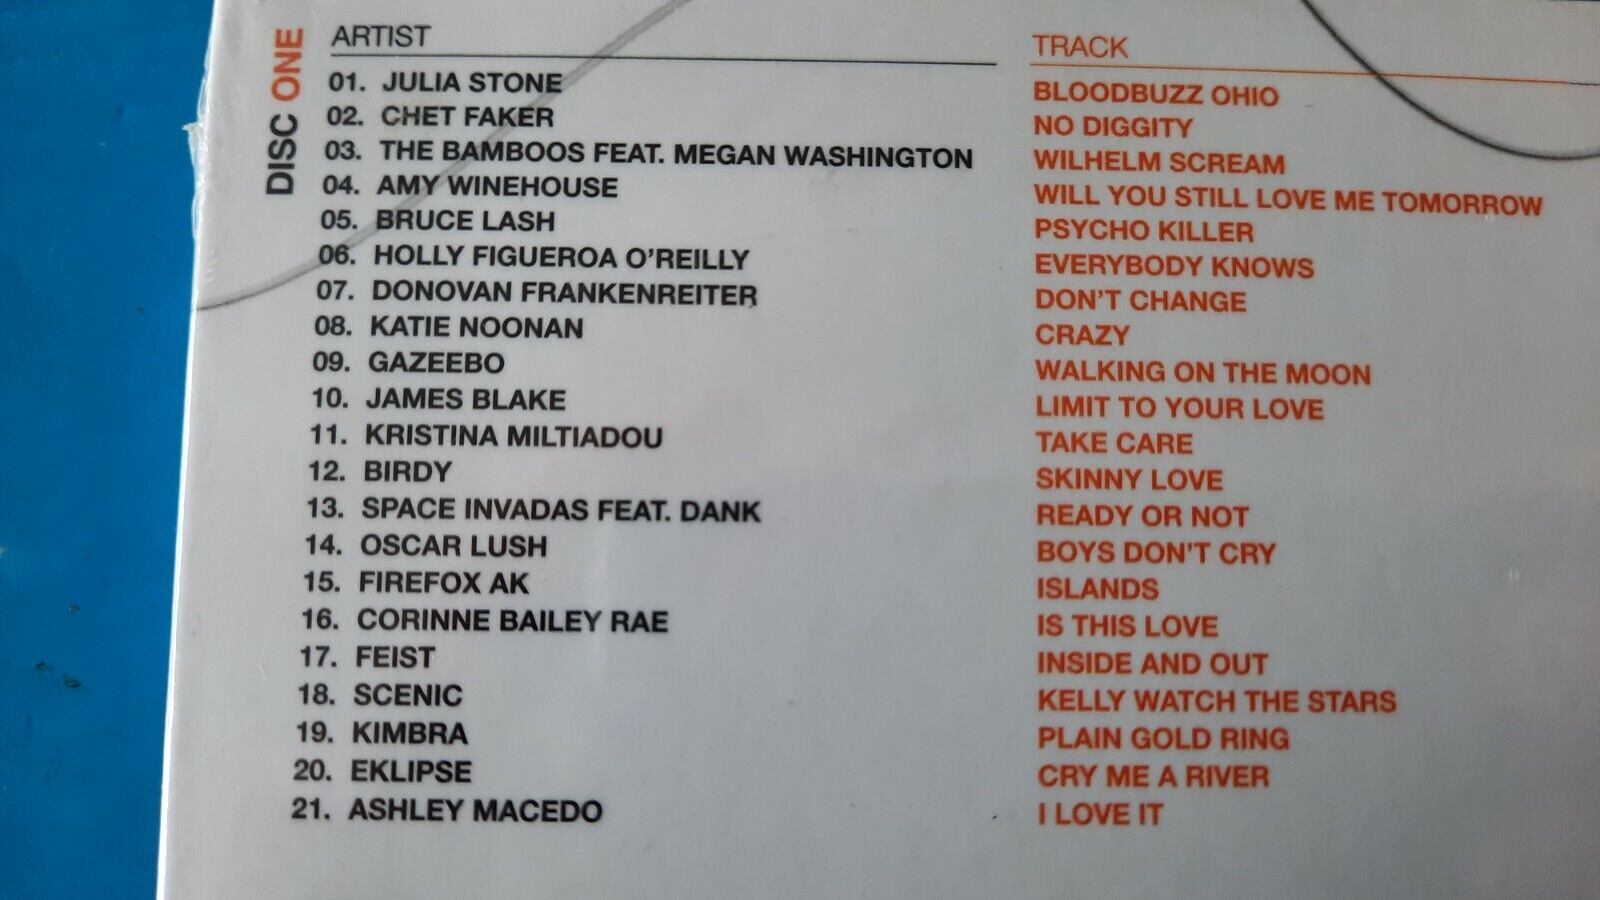 DISC ONE
ARTIST
TRACK
01. JULIA STONE BLOODBUZZ OHIO
02. CHET FAKER NO DIGGITY
03. THE BAMBOOS FEAT. MEGAN WASHINGTON WILHELM SCREAM
04. AMY WINEHOUSE WILL YOU STILL LOVE ME TOMORROW
05. BRUCE LASH PSYCHO KILLER
06. HOLLY FIGUEROA O'REILLY EVERYBODY KNOWS
07. DONOVAN FRANKENREITER DON'T CHANGE
08. KATIE NOONAN CRAZY
09. GAZEEBO WALKING ON THE MOON
10. JAMES BLAKE LIMIT TO YOUR LOVE
11. KRISTINA MILTIADOU TAKE CARE
12. BIRDY SKINNY LOVE
13. SPACE INVADAS FEAT. DANK READY OR NOT
14. OSCAR LUSH BOYS DON'T CRY
15. FIREFOX AK ISLANDS
16. CORINNE BAILEY RAE IS THIS LOVE
17. FEIST INSIDE AND OUT
18. SCENIC KELLY WATCH THE STARS
19. KIMBRA PLAIN GOLD RING
20. EKLIPSE CRY ME A RIVER
21. ASHLEY MACEDO I LOVE IT